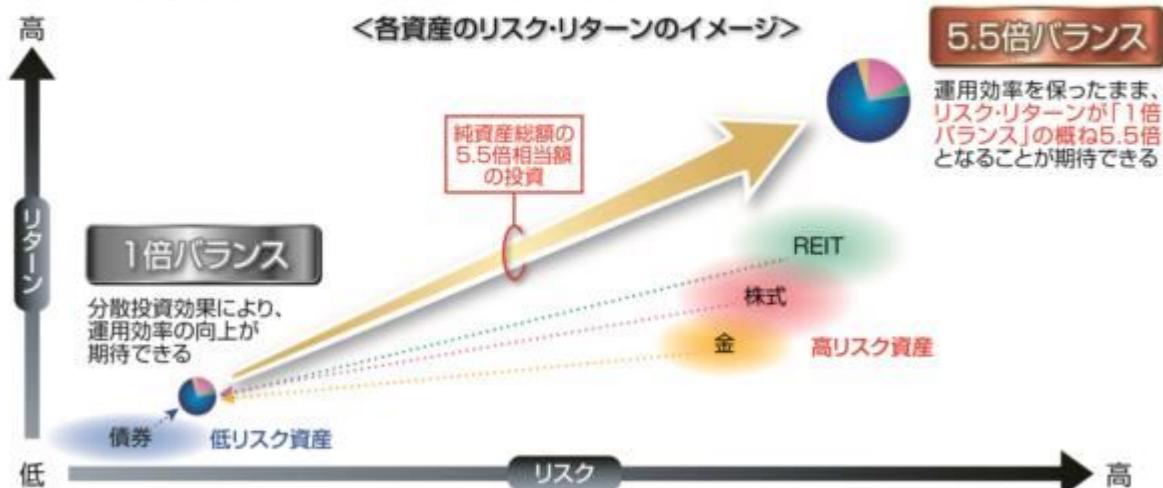 <各資産のリスク･リターンのイメージ>
高
5.5倍バランス
運用効率を保ったまま、
リスク･リターンが「1倍
バランス」の概ね5.5倍
となることが期待できる
純資産総額の
5.5倍相当額
の投資
リターン
1倍バランス
分散投資効果により、
運用効率の向上が
期待できる
REIT
株式
金
高リスク資産
債券
低リスク資産
低
リスク
高